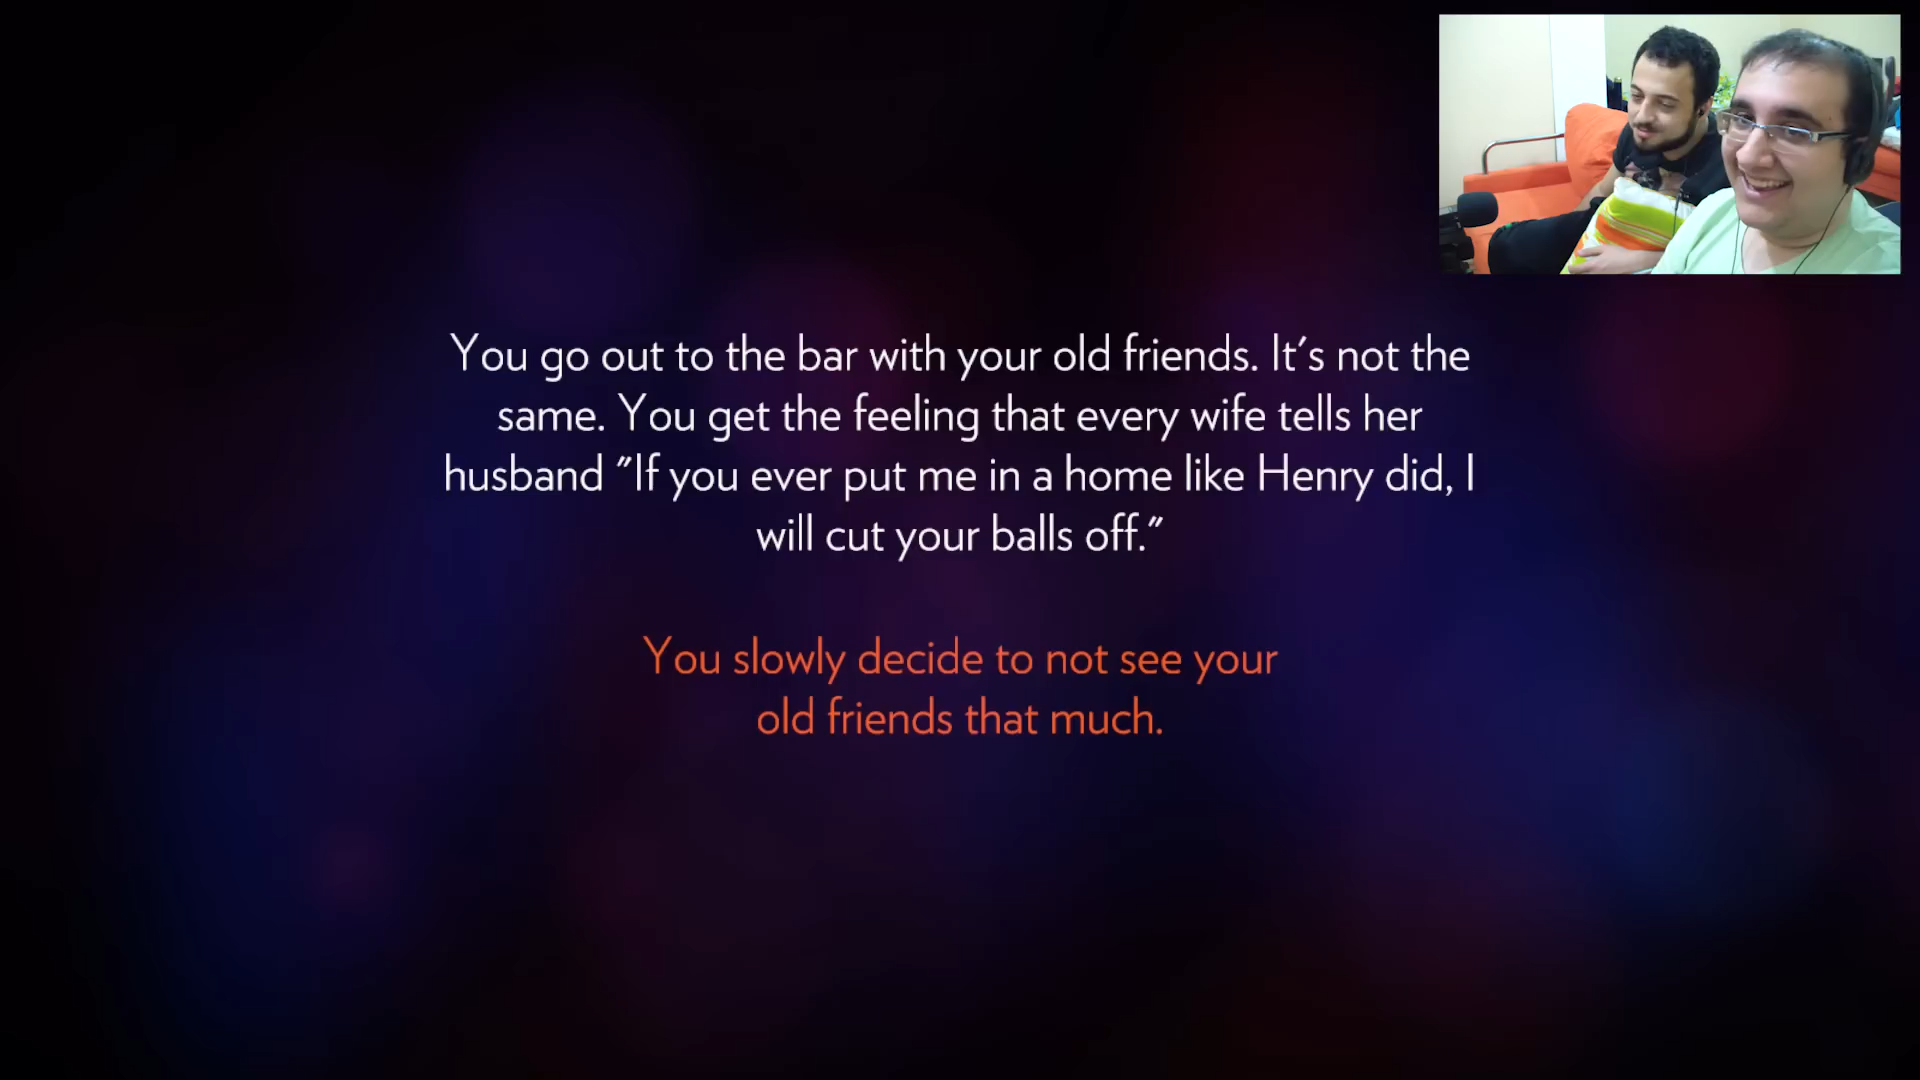 You go out to the bar with your old friends. It's not the
same. You get the feeling that every wife tells her
husband "If you ever put me in a home like Henry did, I
will cut your balls off."
You slowly decide to not see your
old friends that much.